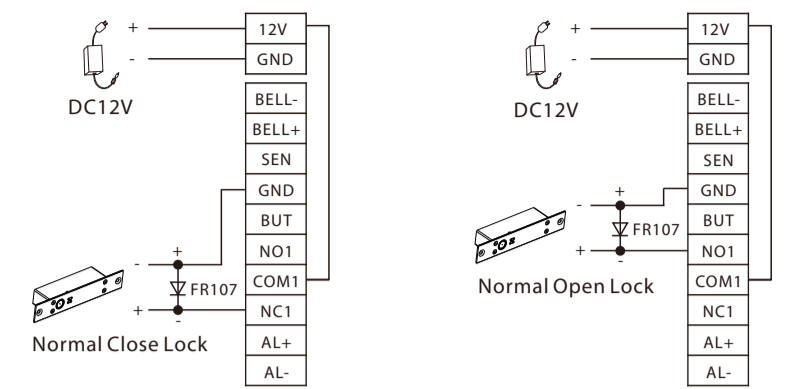 + 12V
- GND
DC12V
BELL-
BELL+
SEN
GND
BUT
NO1
COM1
NC1
AL+
AL-
- +
FR107
+ -
Normal Close Lock
+ 12V
- GND
DC12V
BELL-
BELL+
SEN
GND
BUT
NO1
COM1
NC1
AL+
AL-
- +
FR107
+ -
Normal Open Lock